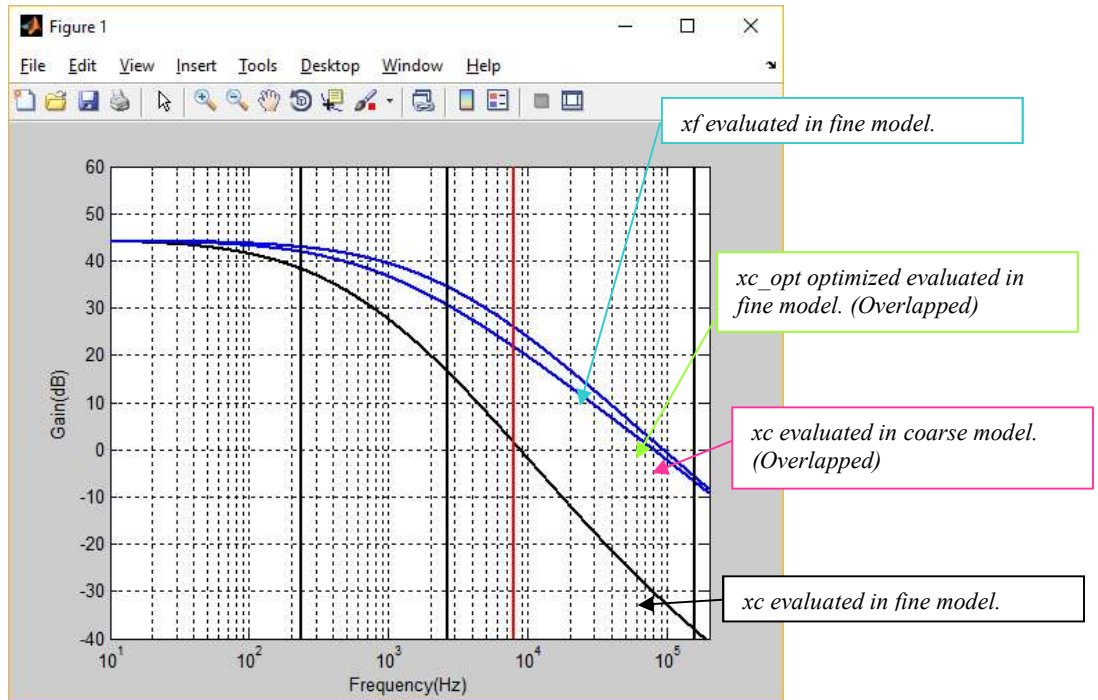 Figure 1
File Edit View Insert Tools Desktop Window Help
xf evaluated in fine model.
xc_opt optimized evaluated in
fine model. (Overlapped)
xc evaluated in coarse model.
(Overlapped)
xc evaluated in fine model.
60
50
40
30
20
10
0
-10
-20
-30
-40
Gain(dB)
10^1
10^2
10^3
10^4
10^5
Frequency(Hz)